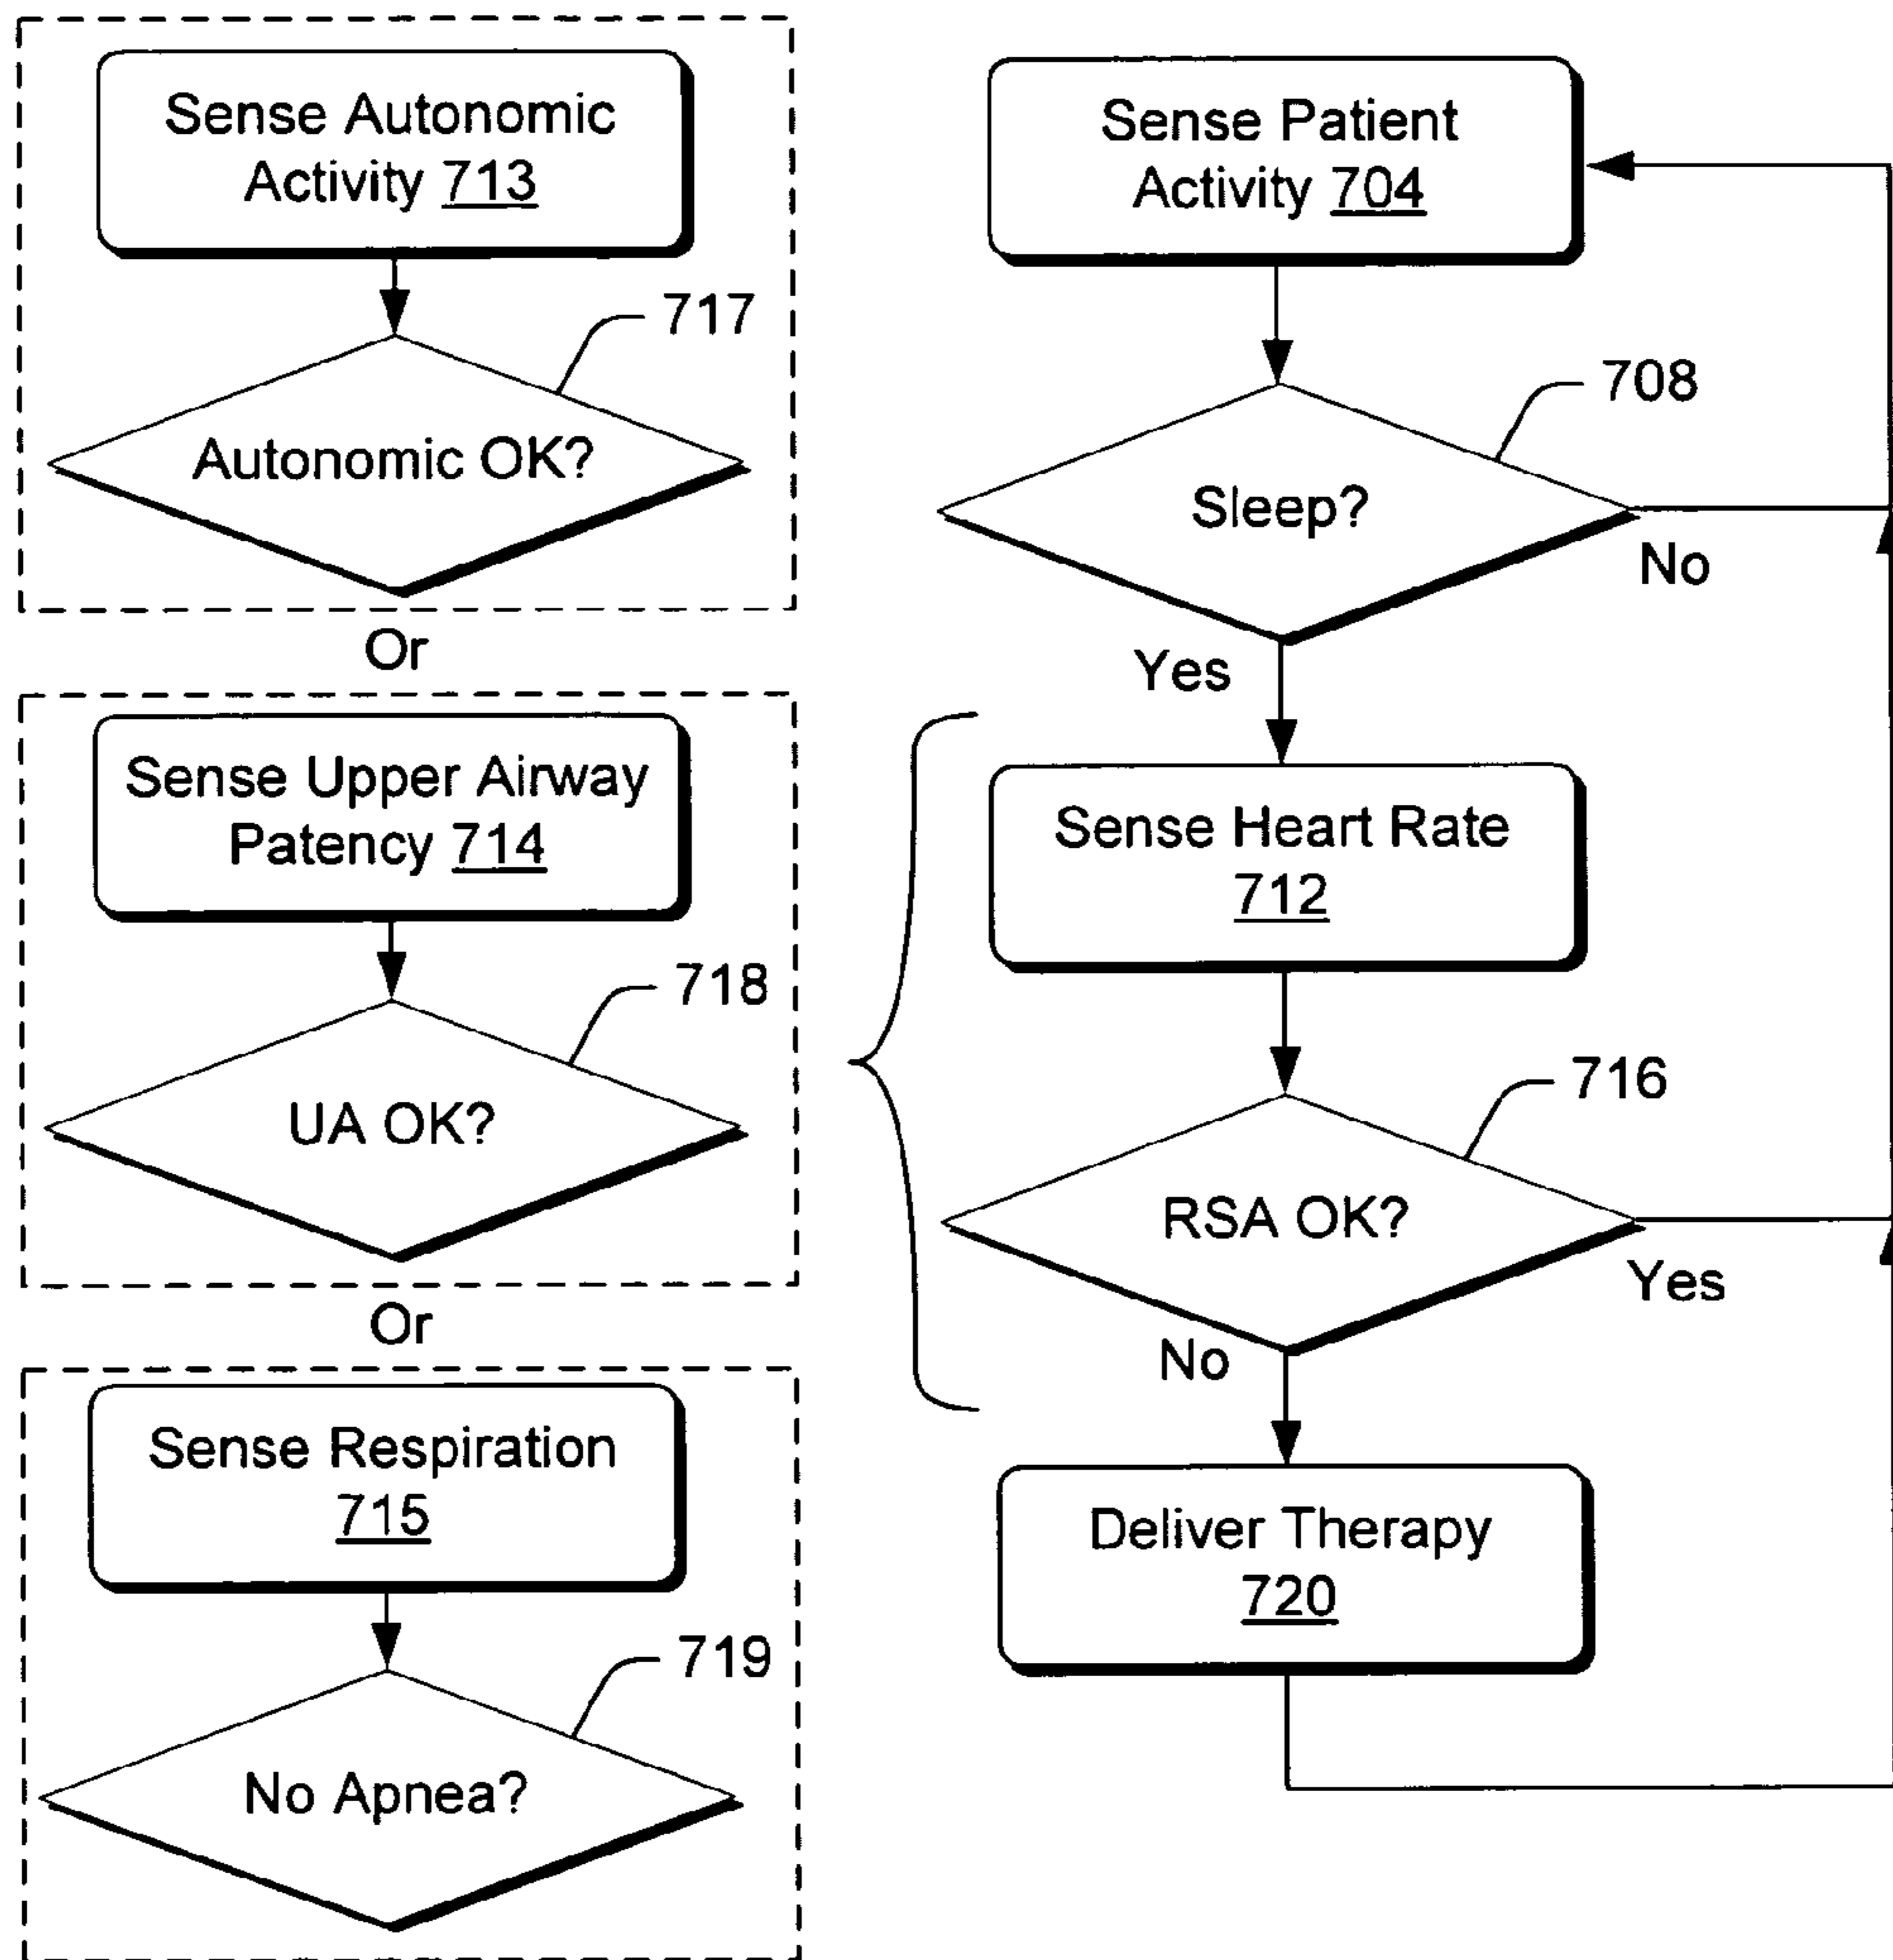 Sense Autonomic
Activity 713
717
Autonomic OK?
Or
Sense Upper Airway
Patency 714
718
UA OK?
Or
Sense Respiration
715
719
No Apnea?
Sense Patient
Activity 704
708
Sleep?
No
Yes
Sense Heart Rate
712
716
RSA OK?
Yes
No
Deliver Therapy
720